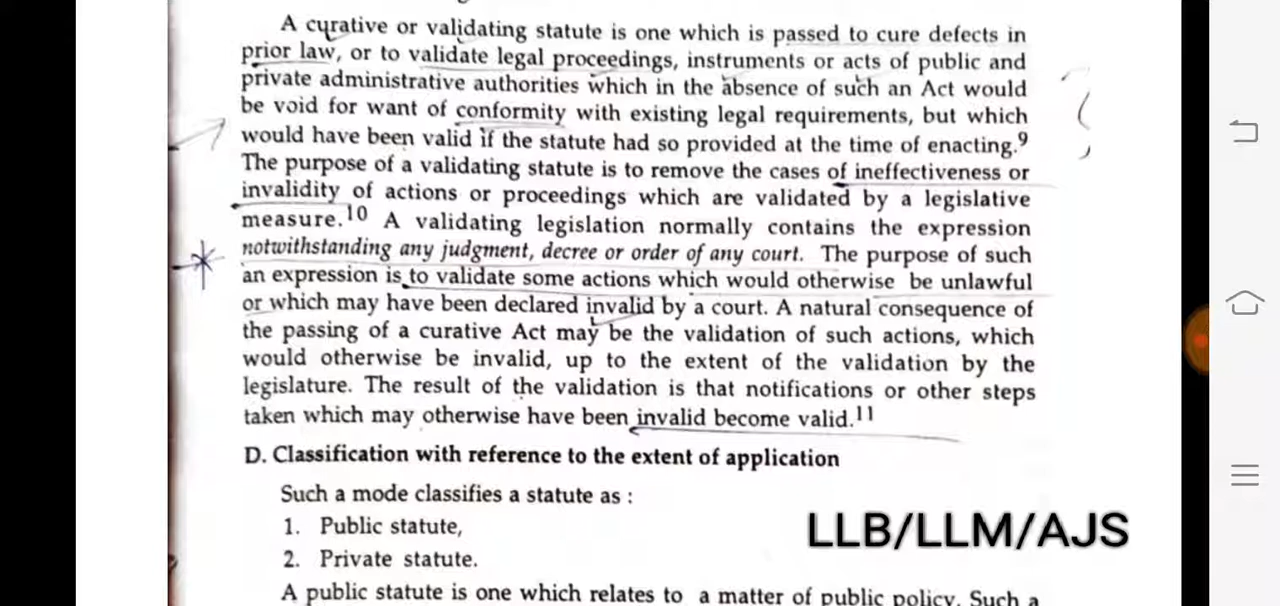 A curative or validating statute is one which is passed to cure defects in
prior law, or to validate legal proceedings, instruments or acts of public and
private administrative authorities which in the absence of such an Act would
be void for want of conformity with existing legal requirements, but which
would have been valid if the statute had so provided at the time of enacting.9
The purpose of a validating statute is to remove the cases of ineffectiveness or
invalidity of actions or proceedings which are validated by a legislative
measure.10 A validating legislation normally contains the expression
notwithstanding any judgment, decree or order of any court. The purpose of such
an expression is to validate some actions which would otherwise be unlawful
or which may have been declared invalid by a court. A natural consequence of
the passing of a curative Act may be the validation of such actions, which
would otherwise be invalid, up to the extent of the validation by the
legislature. The result of the validation is that notifications or other steps
taken which may otherwise have been invalid become valid.11
D. Classification with reference to the extent of application
Such a mode classifies a statute as :
1. Public statute,
2. Private statute.
LLB/LLM/AJS
A public statute is one which relates to a matter of public policy. Such a